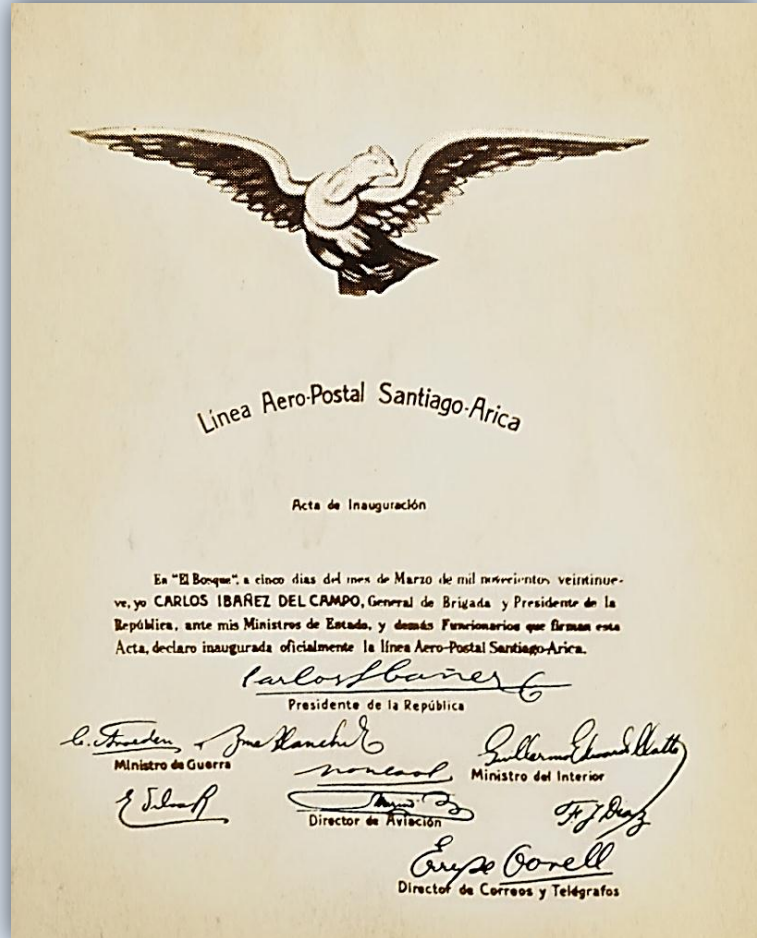 Línea Aero-Postal Santiago-Arica
Acta de Inauguración
En "El Bosque", a cinco dias del mes de Marzo de mil novecientos veintinue-
ve, yo CARLOS IBAÑEZ DEL CAMPO, General de Brigada y Presidente de la
República, ante mis Ministros de Estado, y demás Funcionarios que firman esta
Acta, declaro inaugurada oficialmente la línea Aero-Postal Santiago-Arica.
Carlos Ibañez C
Presidente de la República
Ministro de Guerra
Ministro del Interior
Director de Aviación
Director de Correos y Telégrafos